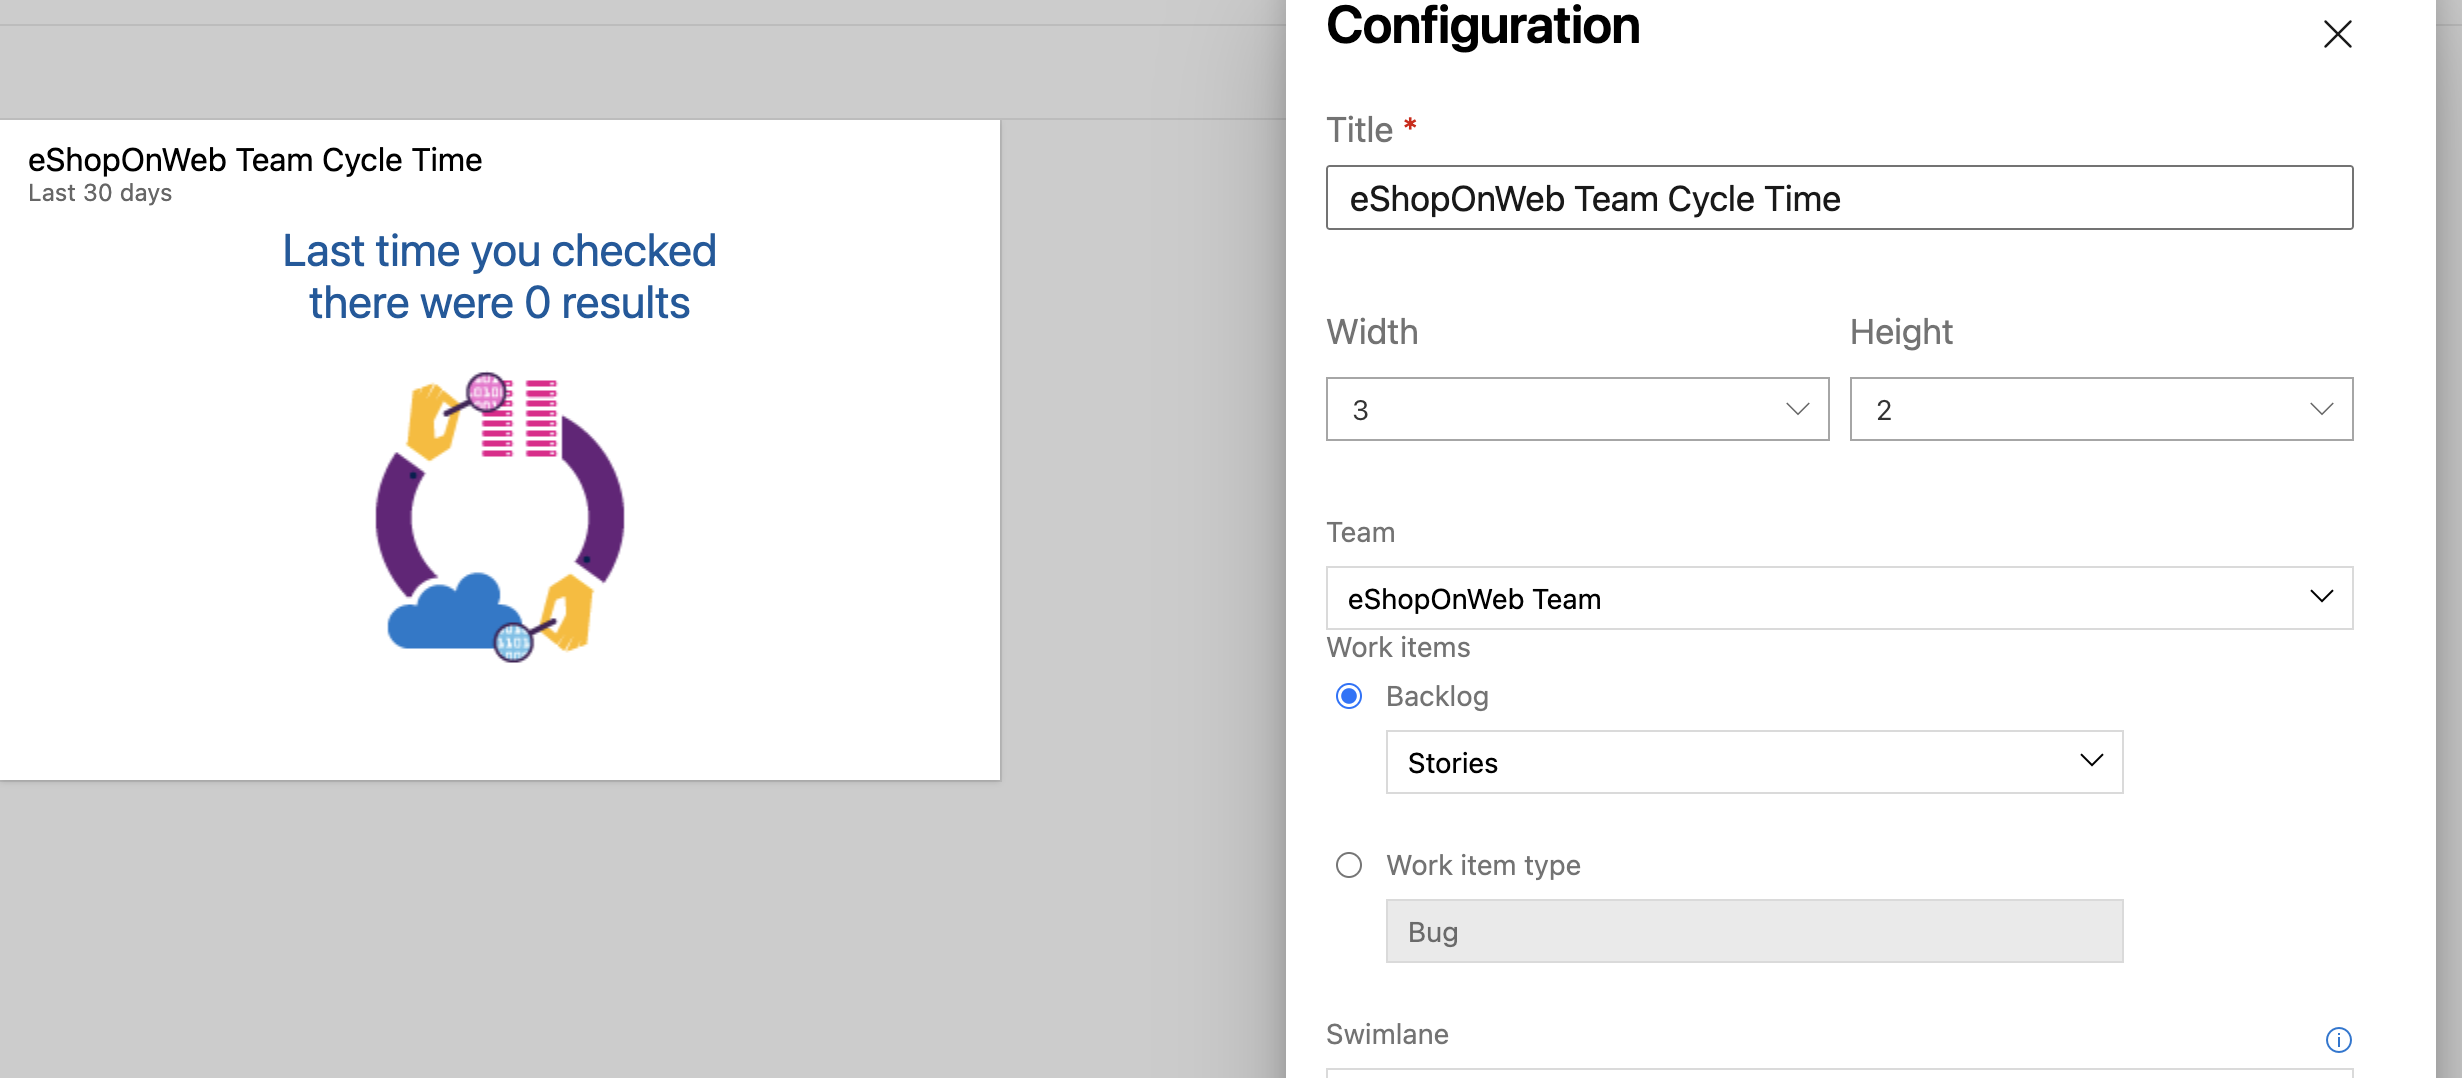 eShopOnWeb Team Cycle Time
Last 30 days
Last time you checked
there were 0 results
Configuration
Title *
eShopOnWeb Team Cycle Time
Width
Height
3
2
Team
eShopOnWeb Team
Work items
Backlog
Stories
Work item type
Bug
Swimlane